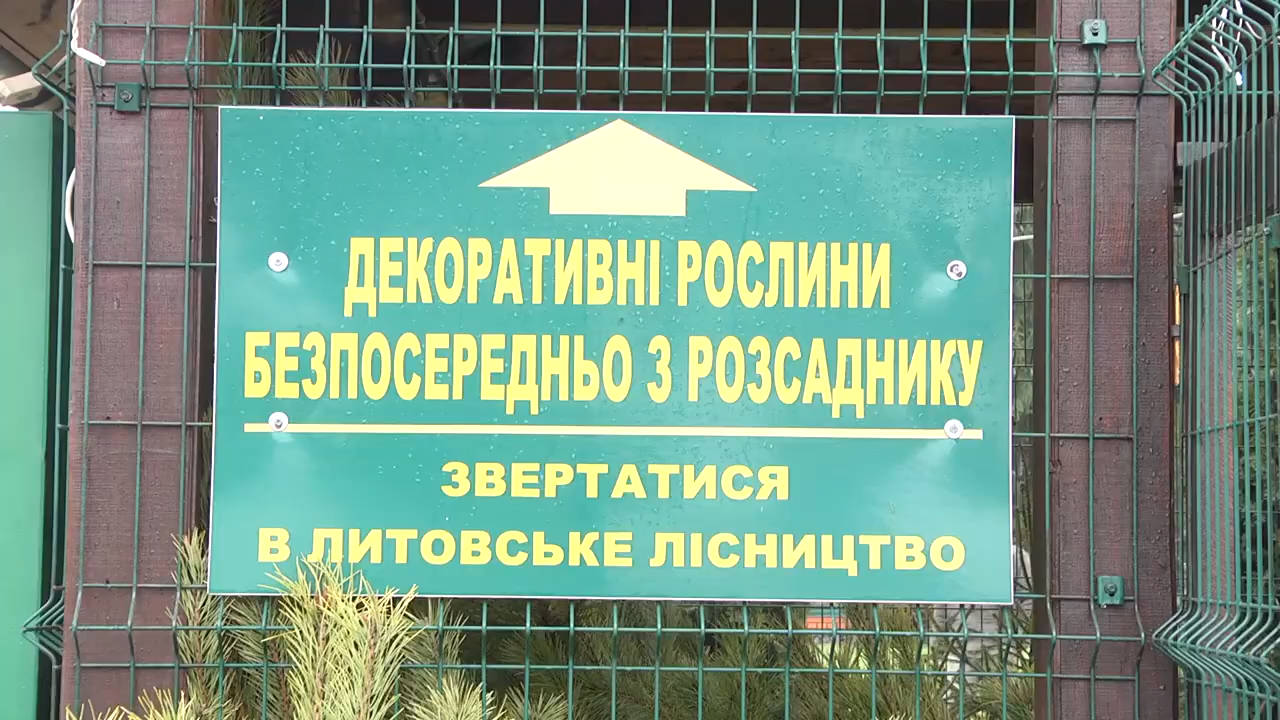 ДЕКОРАТИВНІ РОСЛИНИ
БЕЗПОСЕРЕДНЬО З РОЗСАДНИКУ
ЗВЕРТАТИСЯ
В ЛИТОВСЬКЕ ЛІСНИЦТВО